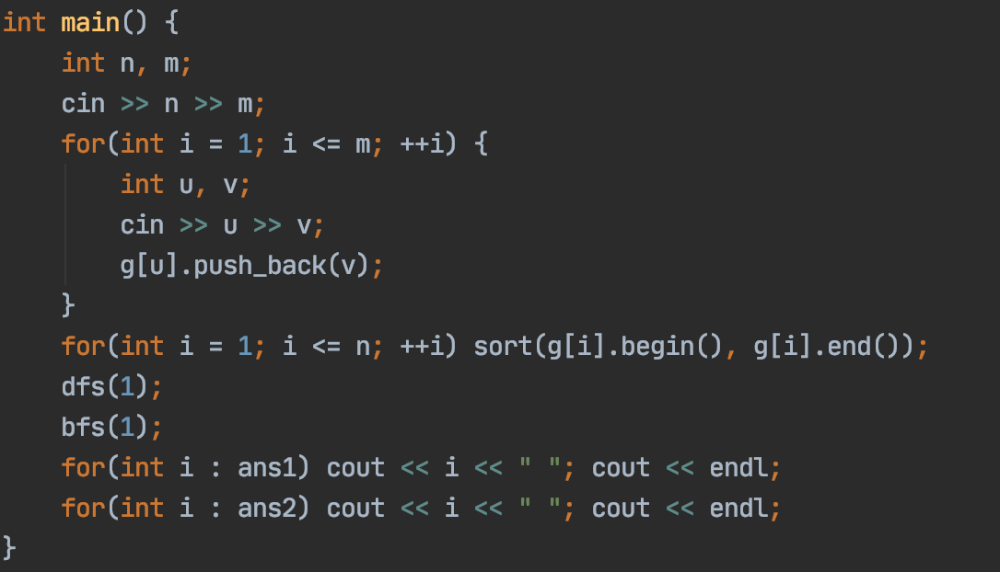 int main() {
    int n, m;
    cin >> n >> m;
    for(int i = 1; i <= m; ++i) {
        int u, v;
        cin >> u >> v;
        g[u].push_back(v);
    }
    for(int i = 1; i <= n; ++i) sort(g[i].begin(), g[i].end());
    dfs(1);
    bfs(1);
    for(int i : ans1) cout << i << " "; cout << endl;
    for(int i : ans2) cout << i << " "; cout << endl;
}